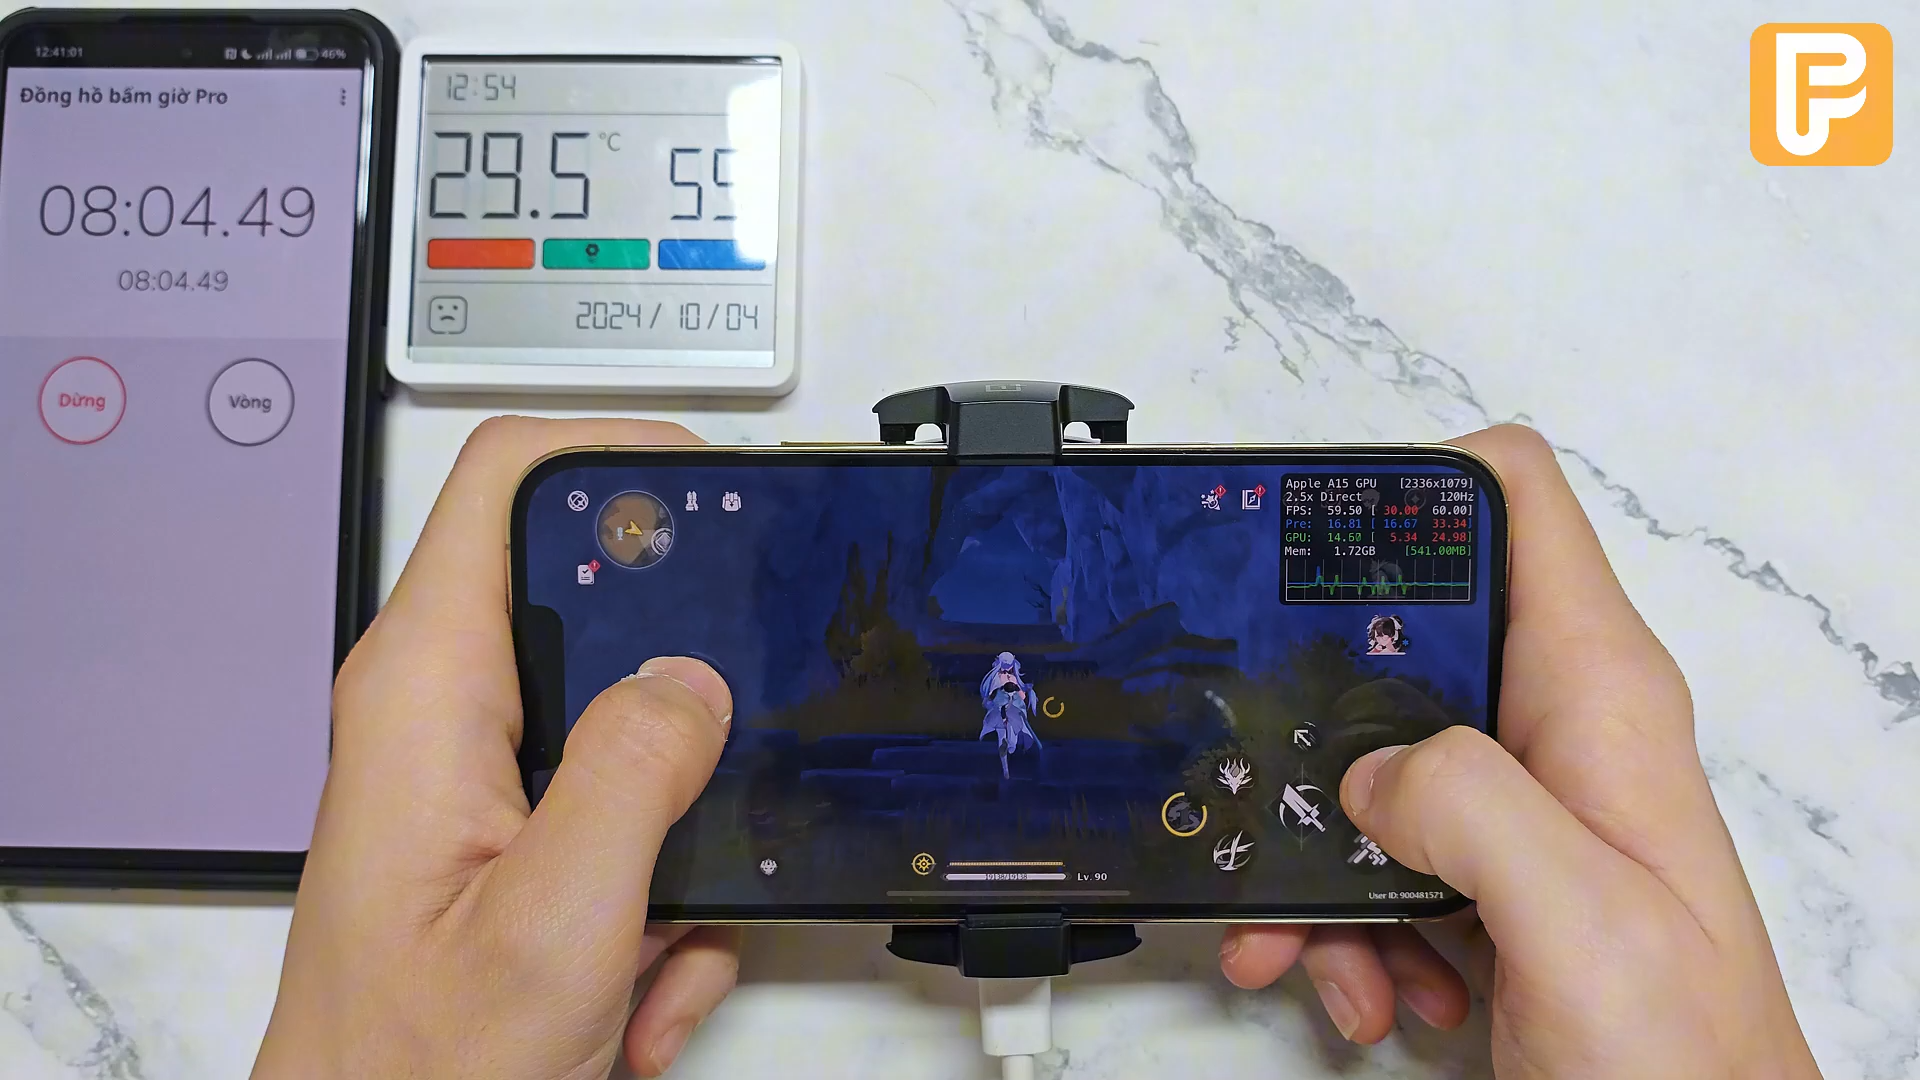 12:41:01
46%
Đồng hồ bấm giờ Pro
08:04.49
08:04.49
Dừng
Vòng
12:54
29.5 °C
55
2024/10/04
Apple A15 GPU [2336x1079]
2.5x Direct 120Hz
FPS: 59.50 [ 30.00 60.00]
Pre: 16.81 [ 16.67 33.34]
GPU: 14.60 [ 5.34 24.98]
Mem: 1.72GB [541.00MB]
19138/19138
Lv. 90
User ID: 900481571